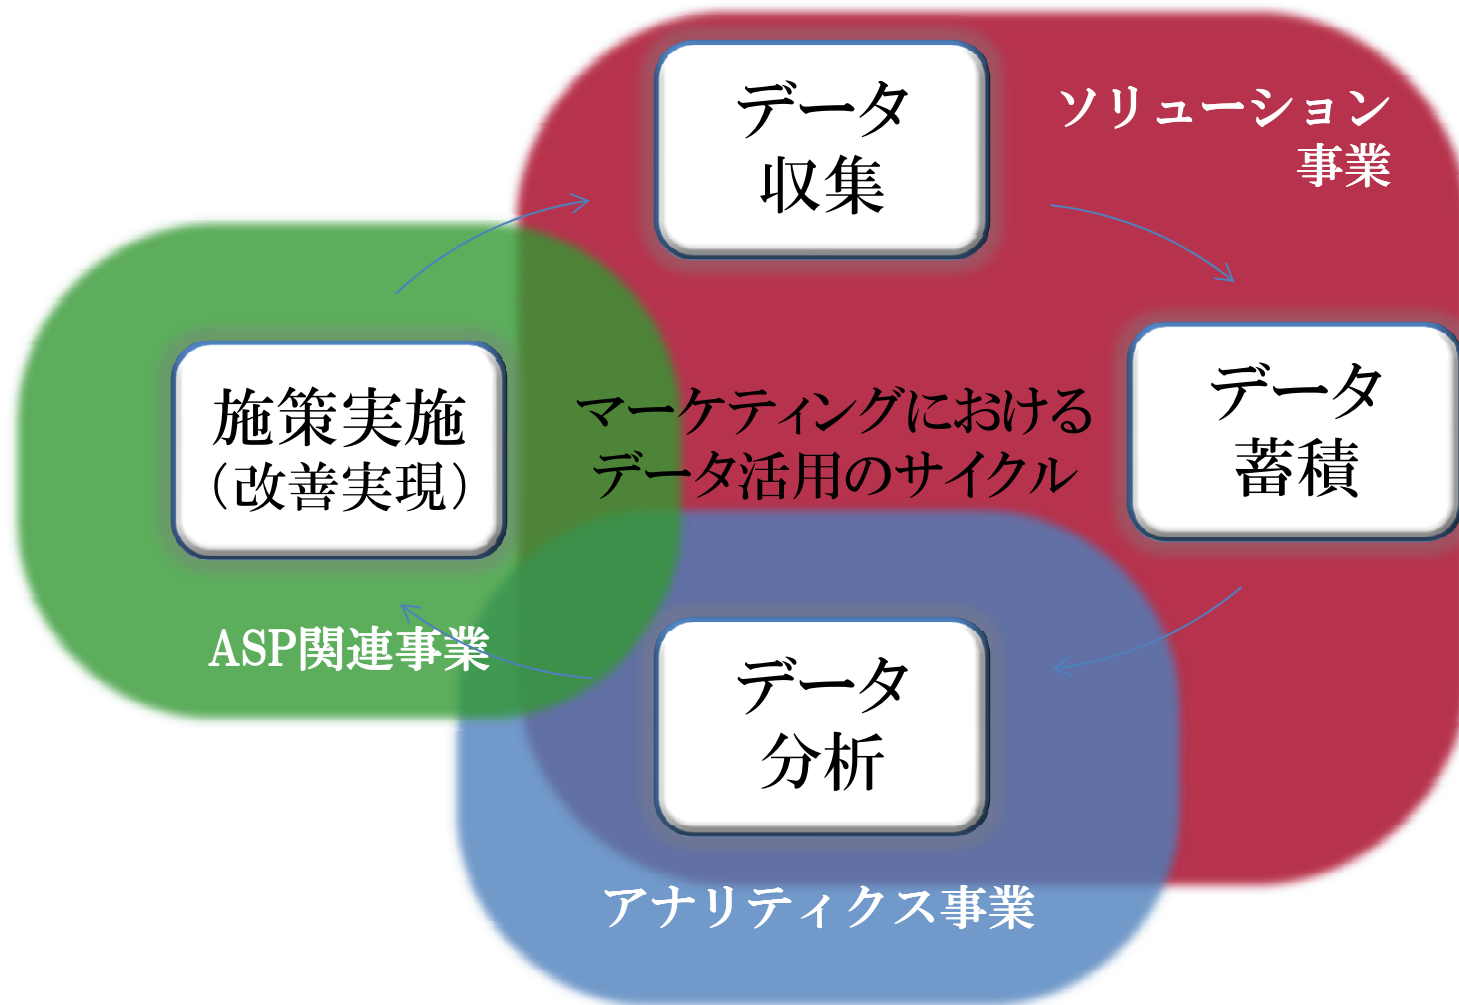 データ
収集
ソリューション
事業
施策実施
（改善実現）
マーケティングにおける
データ活用のサイクル
データ
蓄積
ASP関連事業
データ
分析
アナリティクス事業